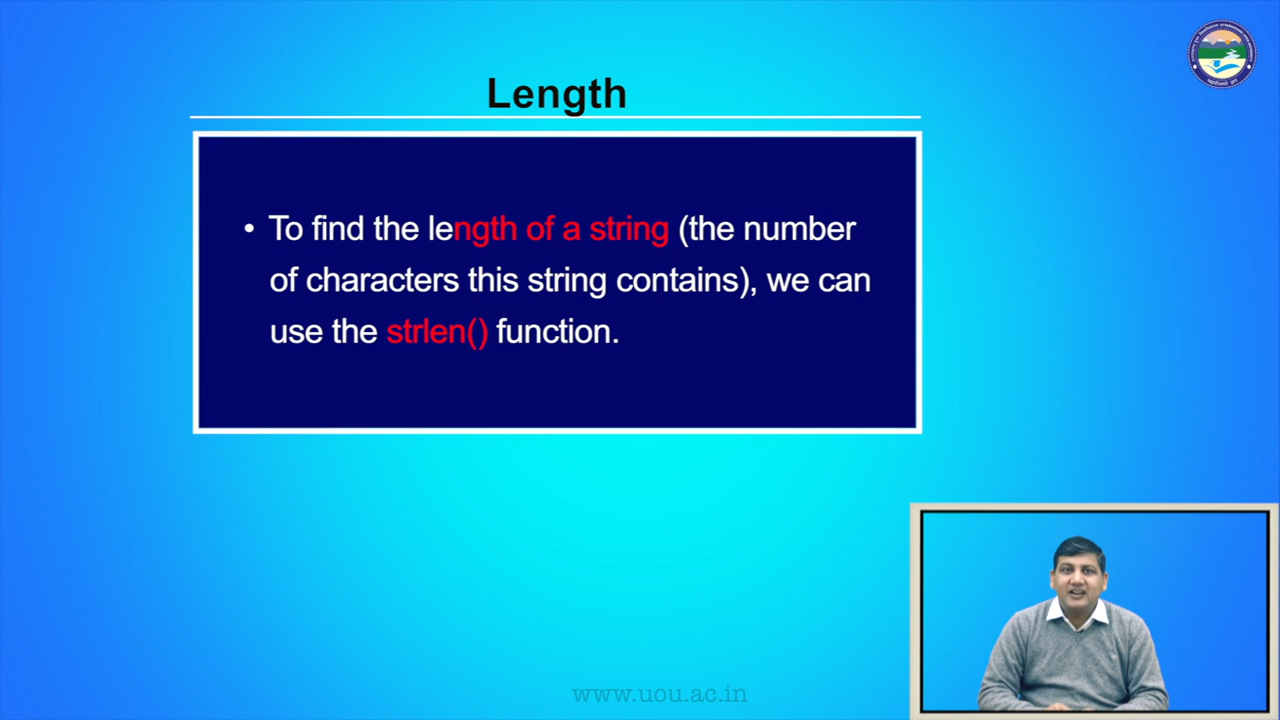 Length
• To find the length of a string (the number
of characters this string contains), we can
use the strlen() function.
www.uou.ac.in